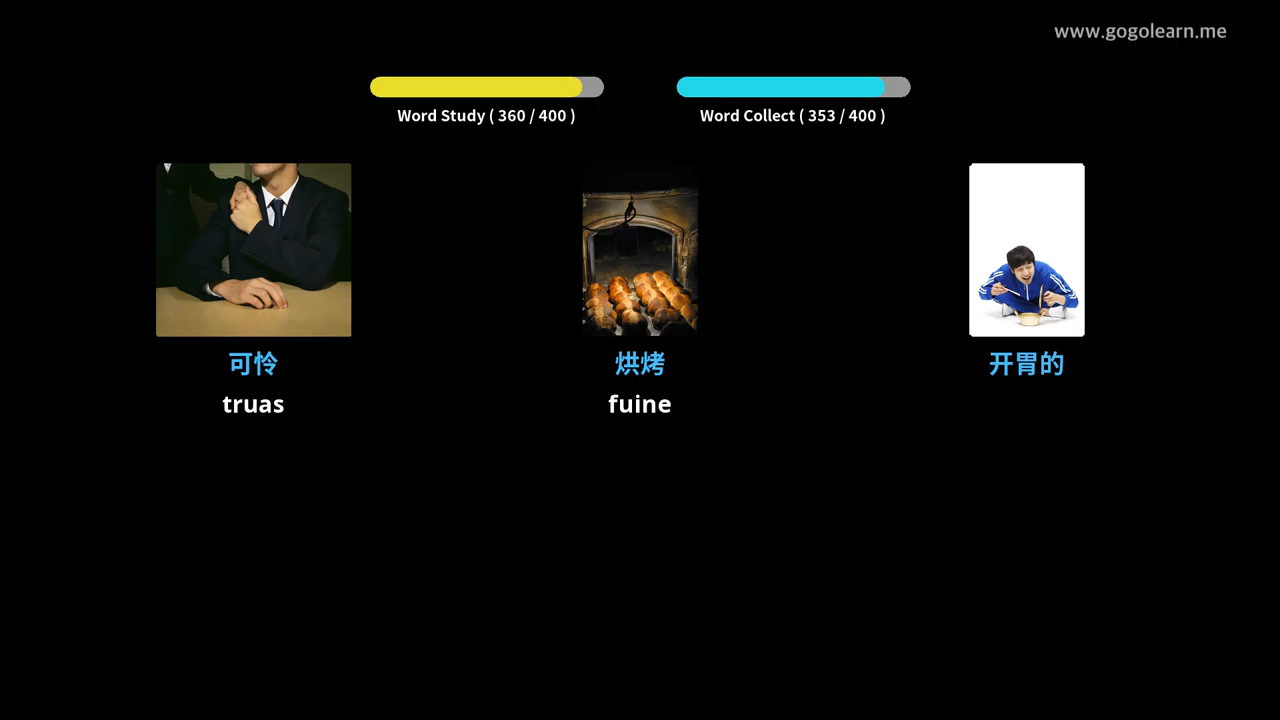 www.gogolearn.me
Word Study ( 360 / 400 )
Word Collect ( 353 / 400 )
可怜
烘烤
开胃的
truas
fuine